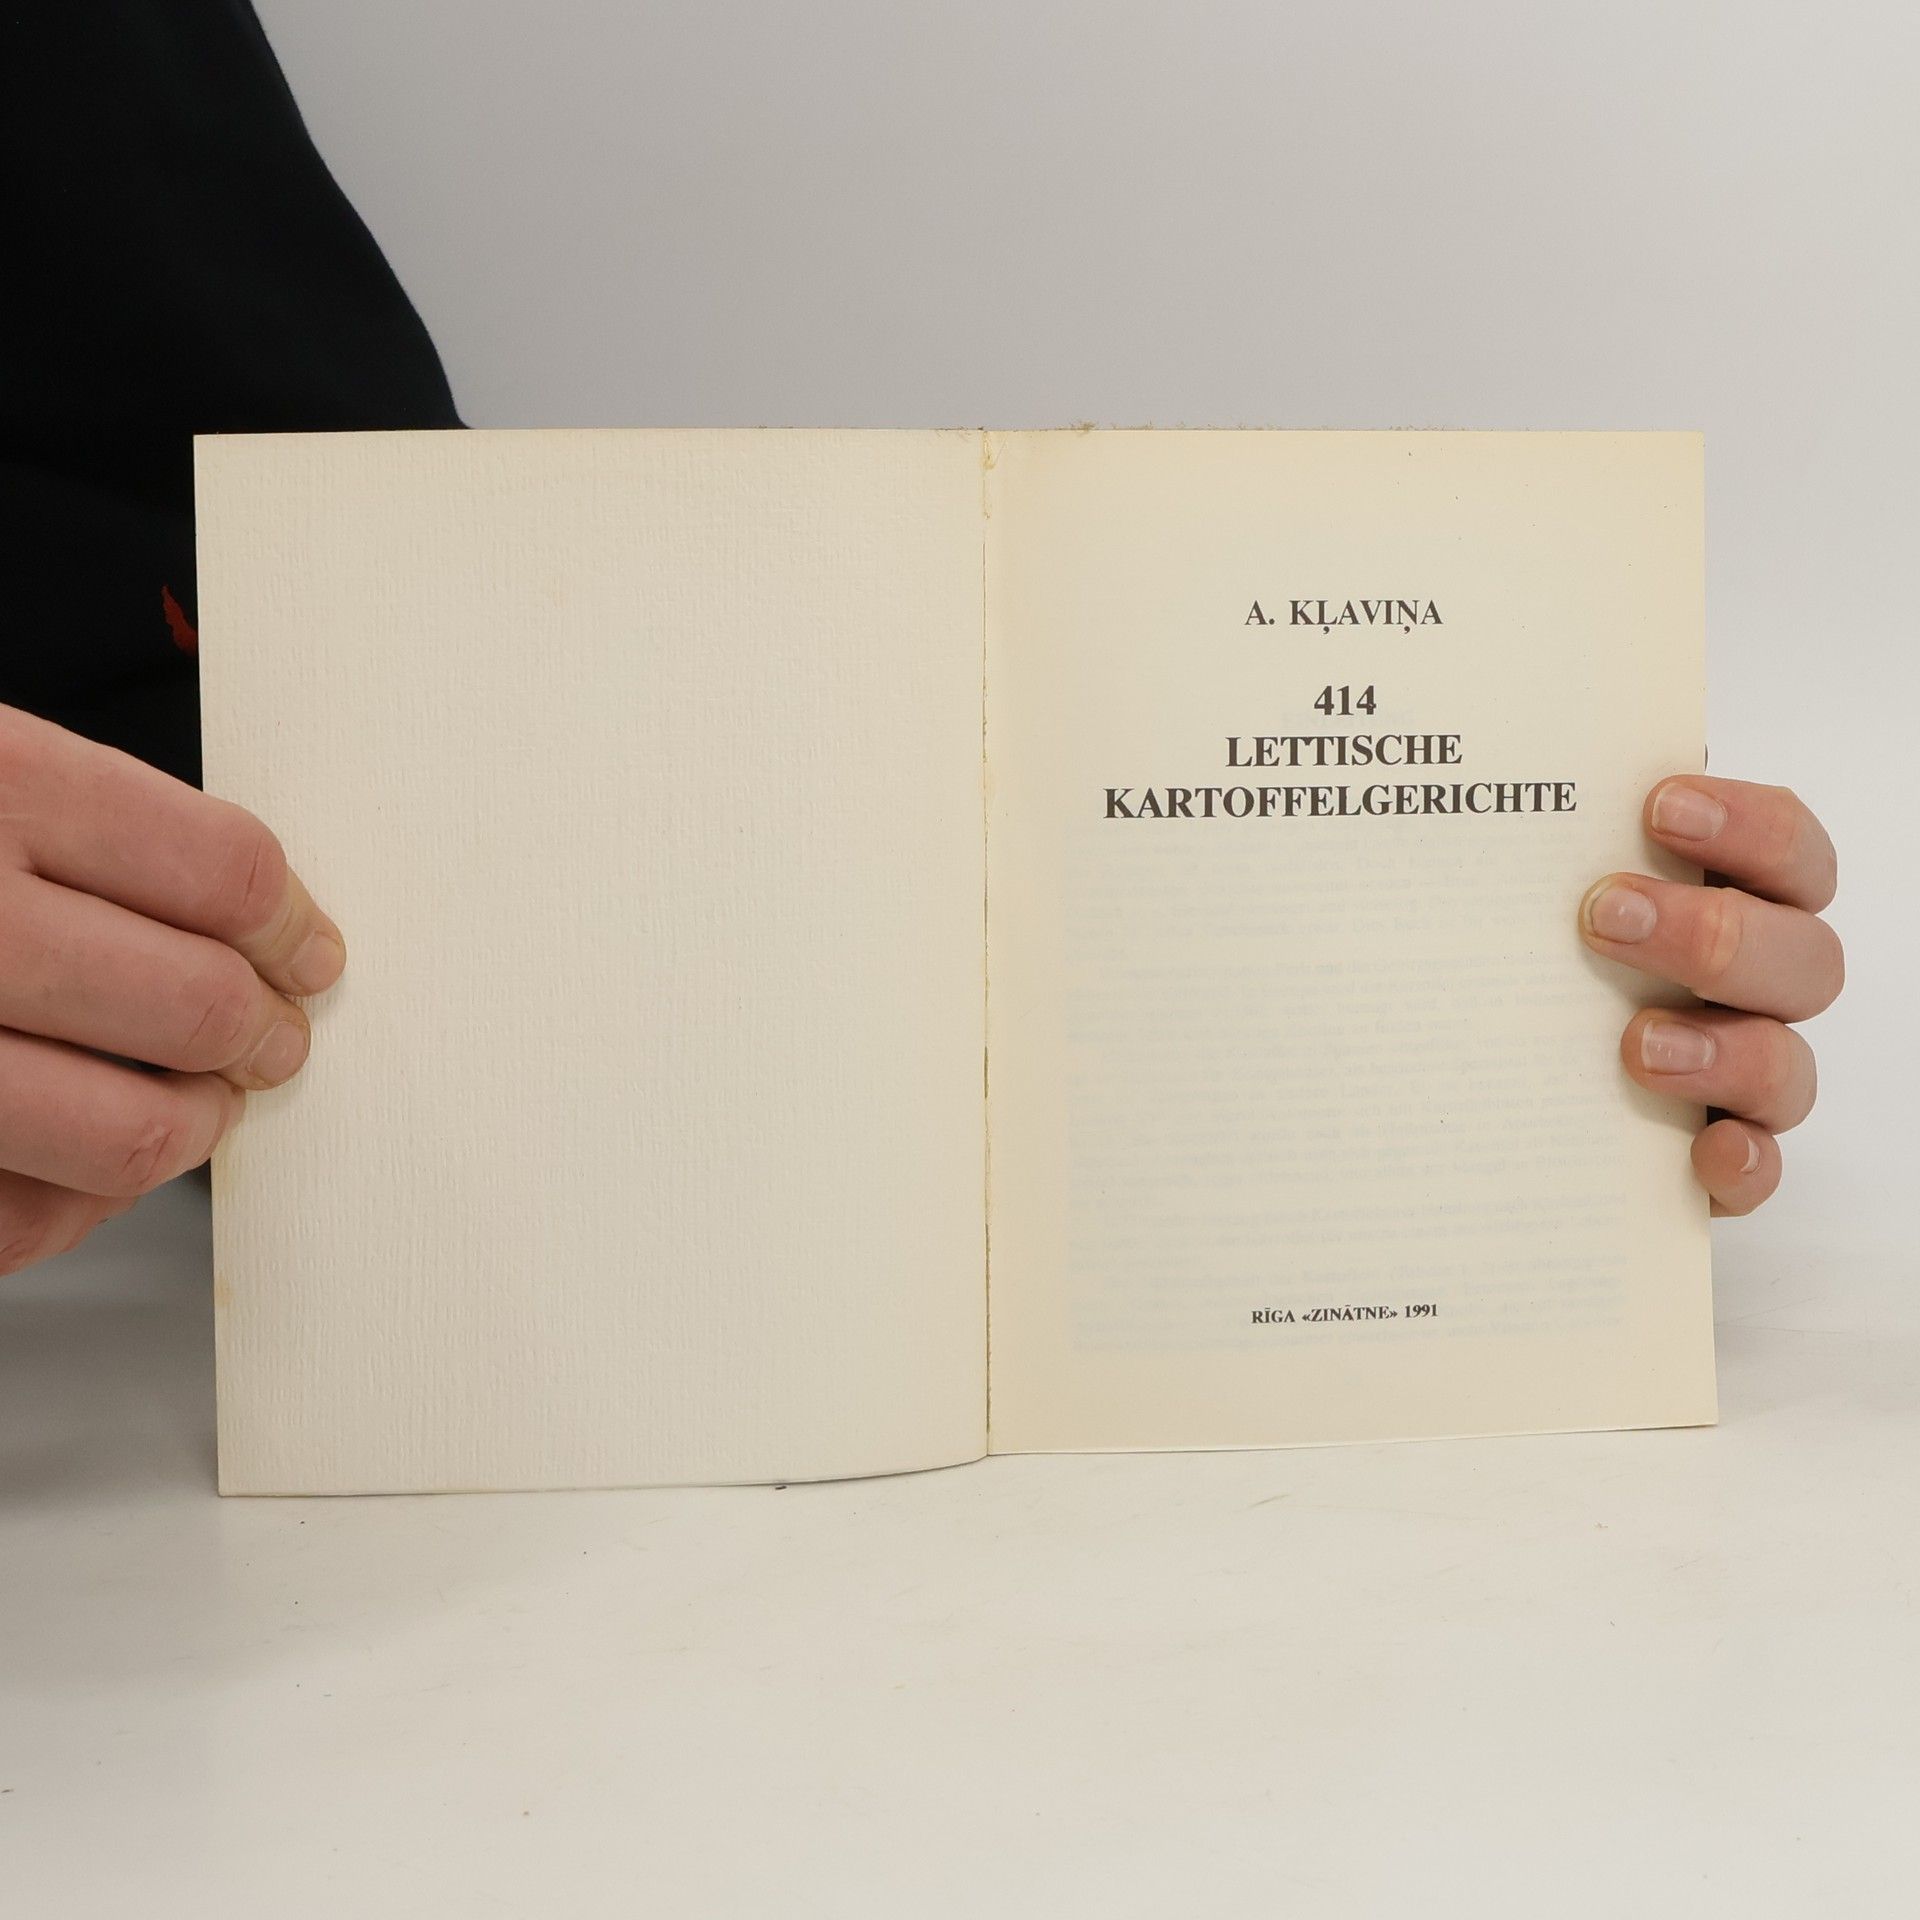 A. KĻAVIŅA
414
LETTISCHE
KARTOFFELGERICHTE
RĪGA «ZINĀTNE» 1991